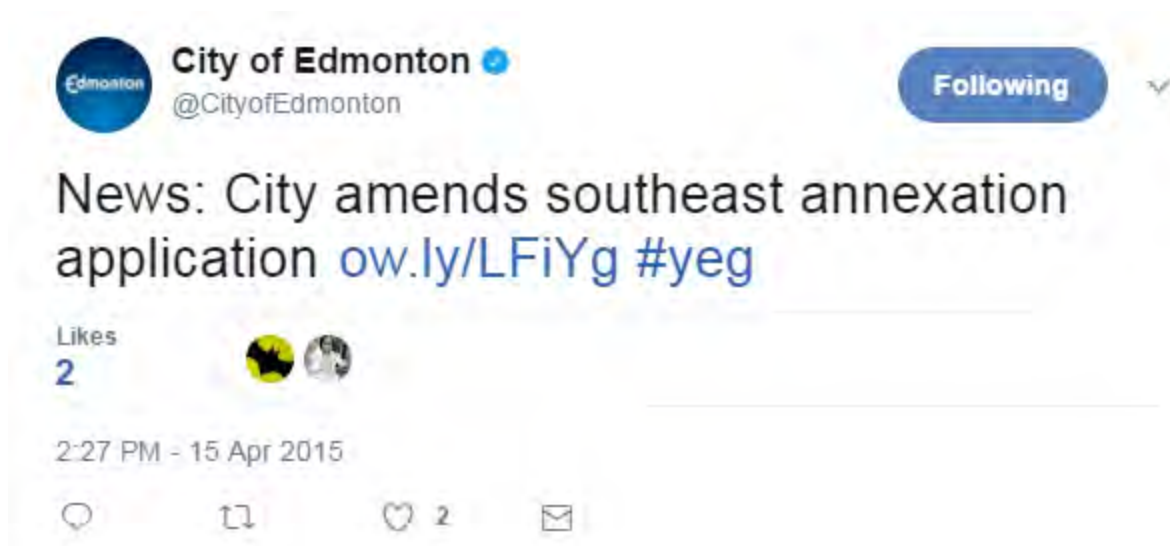 Edmonton
City of Edmonton
@CityofEdmonton
Following
News: City amends southeast annexation
application ow.ly/LFiYg #yeg
Likes
2
2:27 PM - 15 Apr 2015
2